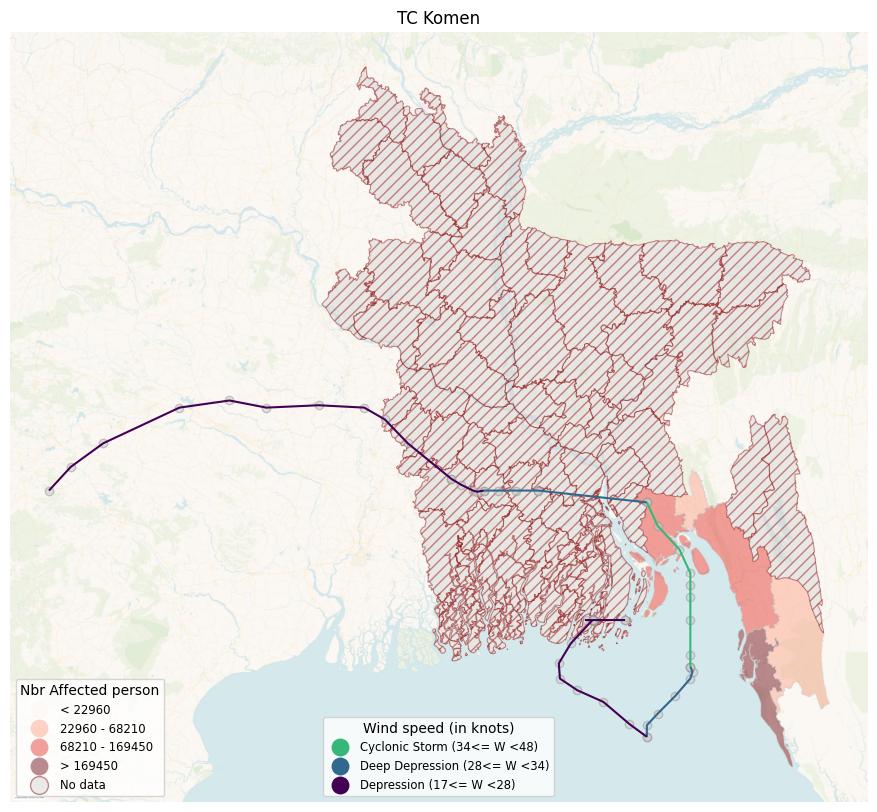 TC Komen
Nbr Affected person
< 22960
22960 - 68210
68210 - 169450
> 169450
No data
Wind speed (in knots)
Cyclonic Storm (34<= W <48)
Deep Depression (28<= W <34)
Depression (17<= W <28)